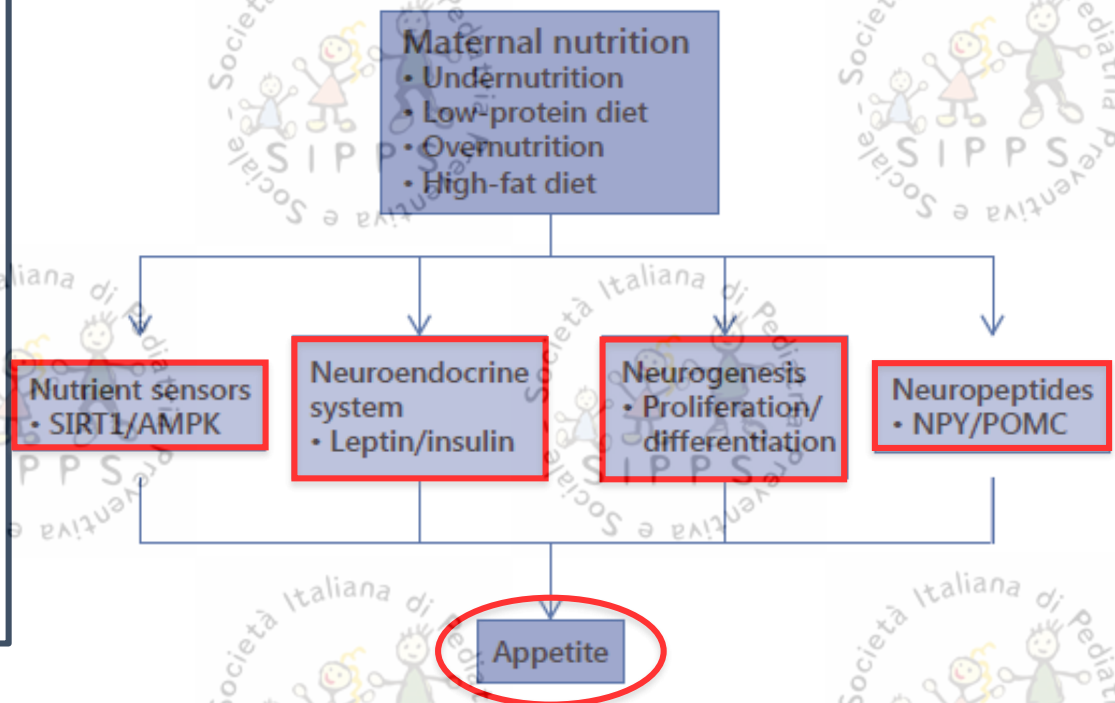 Maternal nutrition
• Undernutrition
• Low-protein diet
• Overnutrition
• High-fat diet
Nutrient sensors
• SIRT1/AMPK
Neuroendocrine
system
• Leptin/insulin
Neurogenesis
• Proliferation/
differentiation
Neuropeptides
• NPY/POMC
Appetite
Società Italiana di Pediatria Preventiva e Sociale
SIPPS